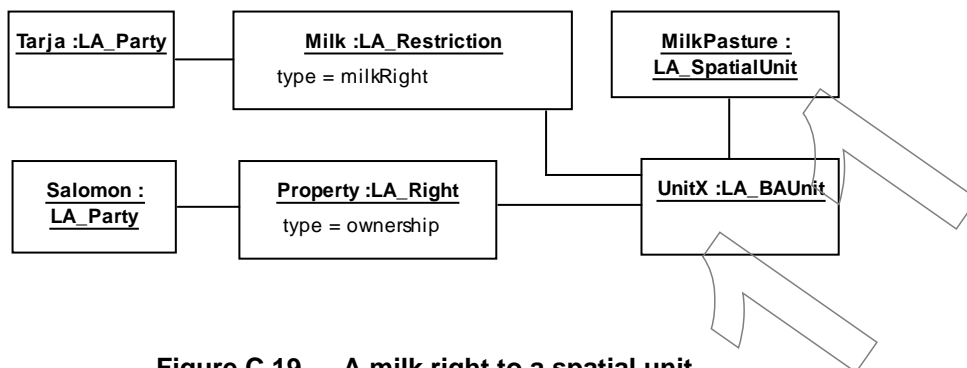 Tarja :LA_Party
Milk :LA_Restriction
type = milkRight
MilkPasture :
LA_SpatialUnit
Salomon :
LA_Party
Property :LA_Right
type = ownership
UnitX :LA_BAUnit
Figure C.19 — A milk right to a spatial unit